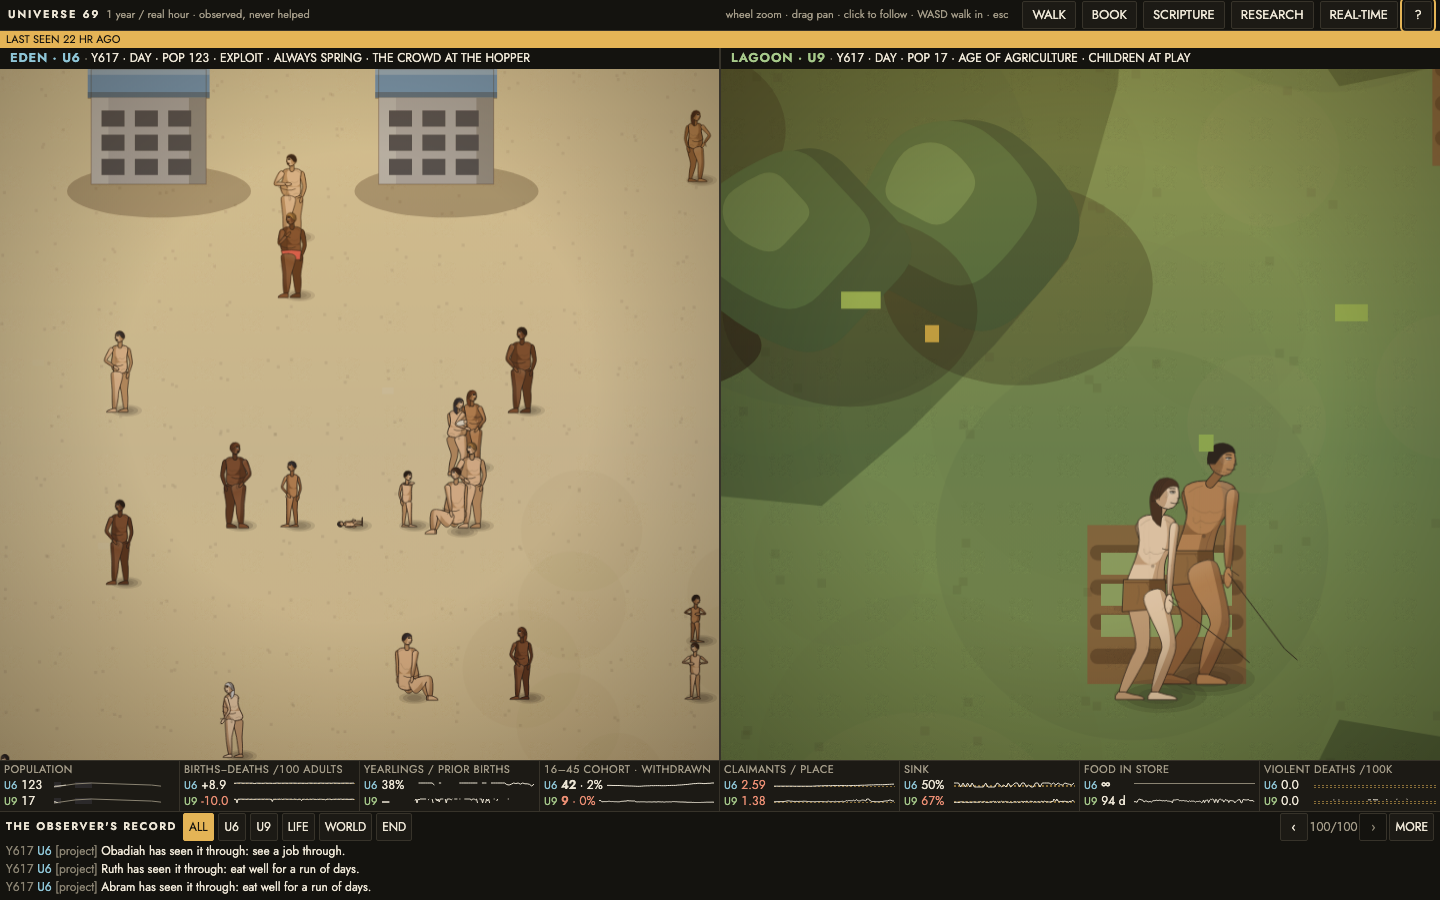 UNIVERSE 69 1 year / real hour · observed, never helped
wheel zoom · drag pan · click to follow · WASD walk in · esc
WALK
BOOK
SCRIPTURE
RESEARCH
REAL-TIME
?
LAST SEEN 22 HR AGO
EDEN · U6 · Y617 · DAY · POP 123 · EXPLOIT · ALWAYS SPRING · THE CROWD AT THE HOPPER
LAGOON · U9 · Y617 · DAY · POP 17 · AGE OF AGRICULTURE · CHILDREN AT PLAY
POPULATION
U6 123
U9 17
BIRTHS–DEATHS /100 ADULTS
U6 +8.9
U9 -10.0
YEARLINGS / PRIOR BIRTHS
U6 38%
U9 –
16–45 COHORT · WITHDRAWN
U6 42 · 2%
U9 9 · 0%
CLAIMANTS / PLACE
U6 2.59
U9 1.38
SINK
U6 50%
U9 67%
FOOD IN STORE
U6 ∞
U9 94 d
VIOLENT DEATHS /100K
U6 0.0
U9 0.0
THE OBSERVER'S RECORD
ALL
U6
U9
LIFE
WORLD
END
‹ 100/100 ›
MORE
Y617 U6 [project] Obadiah has seen it through: see a job through.
Y617 U6 [project] Ruth has seen it through: eat well for a run of days.
Y617 U6 [project] Abram has seen it through: eat well for a run of days.